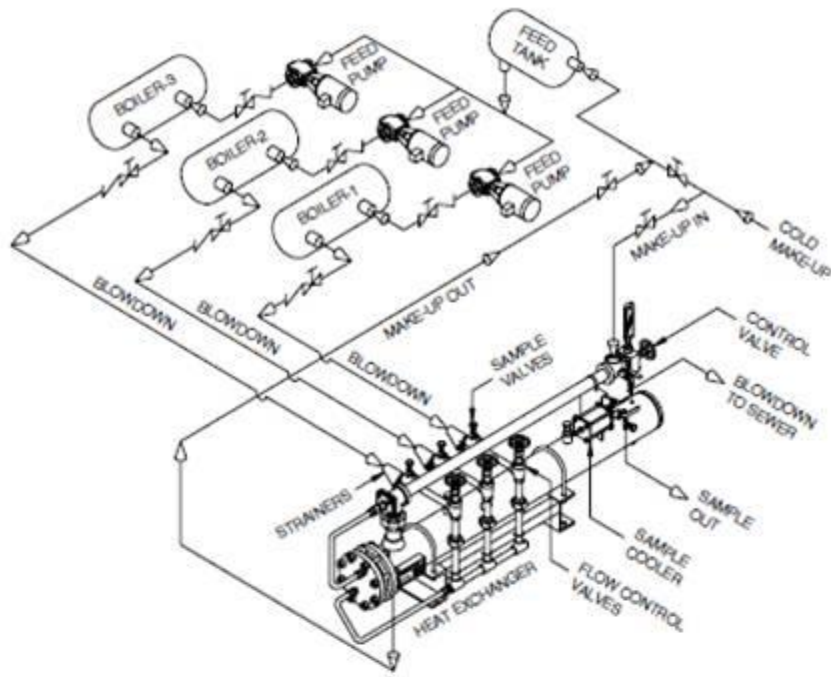 FEED
TANK
BOILER-3
FEED
PUMP
BOILER-2
FEED
PUMP
BOILER-1
FEED
PUMP
COLD
MAKE-UP
MAKE-UP IN
BLOWDOWN
BLOWDOWN
MAKE-UP OUT
BLOWDOWN
SAMPLE
VALVES
CONTROL
VALVE
BLOWDOWN
TO SEWER
STRAINERS
SAMPLE
OUT
SAMPLE
COOLER
FLOW CONTROL
VALVES
HEAT EXCHANGER